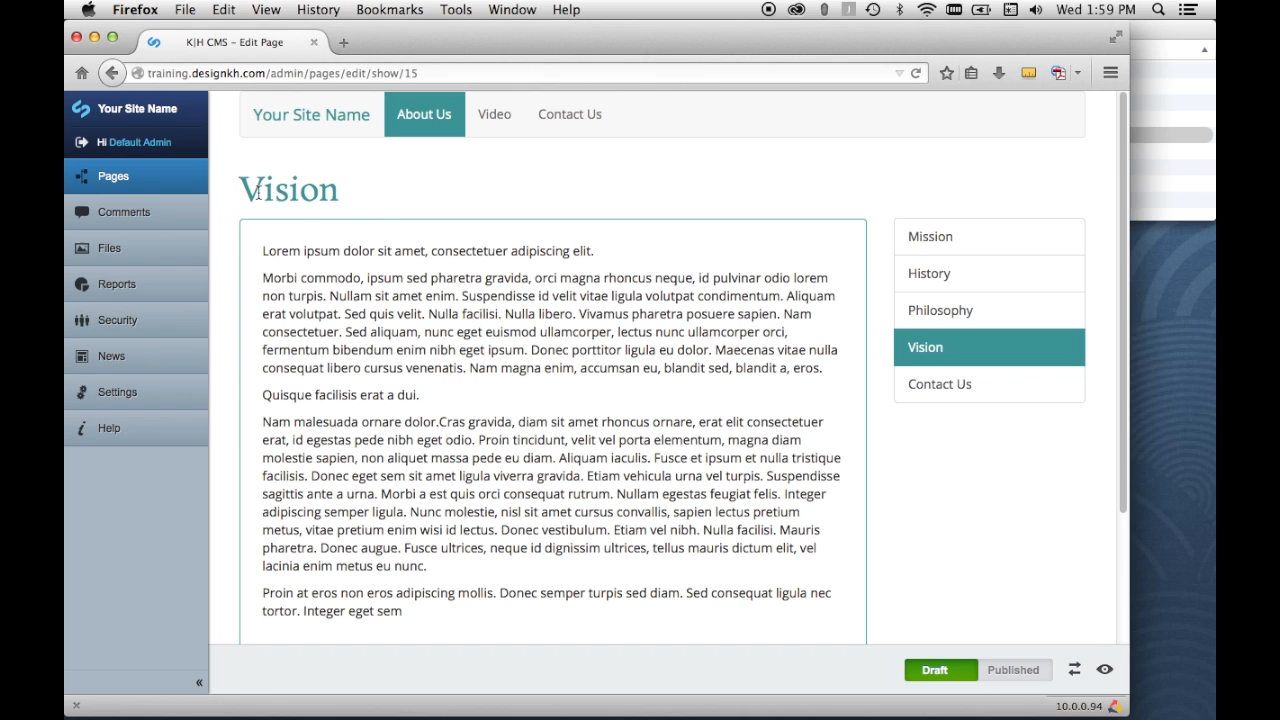 Firefox File Edit View History Bookmarks Tools Window Help Wed 1:59 PM
K|H CMS – Edit Page
training.designkh.com/admin/pages/edit/show/15
Your Site Name
Hi Default Admin
Pages
Comments
Files
Reports
Security
News
Settings
Help
«
Your Site Name About Us Video Contact Us
Vision
Lorem ipsum dolor sit amet, consectetuer adipiscing elit.
Morbi commodo, ipsum sed pharetra gravida, orci magna rhoncus neque, id pulvinar odio lorem
non turpis. Nullam sit amet enim. Suspendisse id velit vitae ligula volutpat condimentum. Aliquam
erat volutpat. Sed quis velit. Nulla facilisi. Nulla libero. Vivamus pharetra posuere sapien. Nam
consectetuer. Sed aliquam, nunc eget euismod ullamcorper, lectus nunc ullamcorper orci,
fermentum bibendum enim nibh eget ipsum. Donec porttitor ligula eu dolor. Maecenas vitae nulla
consequat libero cursus venenatis. Nam magna enim, accumsan eu, blandit sed, blandit a, eros.
Quisque facilisis erat a dui.
Nam malesuada ornare dolor.Cras gravida, diam sit amet rhoncus ornare, erat elit consectetuer
erat, id egestas pede nibh eget odio. Proin tincidunt, velit vel porta elementum, magna diam
molestie sapien, non aliquet massa pede eu diam. Aliquam iaculis. Fusce et ipsum et nulla tristique
facilisis. Donec eget sem sit amet ligula viverra gravida. Etiam vehicula urna vel turpis. Suspendisse
sagittis ante a urna. Morbi a est quis orci consequat rutrum. Nullam egestas feugiat felis. Integer
adipiscing semper ligula. Nunc molestie, nisl sit amet cursus convallis, sapien lectus pretium
metus, vitae pretium enim wisi id lectus. Donec vestibulum. Etiam vel nibh. Nulla facilisi. Mauris
pharetra. Donec augue. Fusce ultrices, neque id dignissim ultrices, tellus mauris dictum elit, vel
lacinia enim metus eu nunc.
Proin at eros non eros adipiscing mollis. Donec semper turpis sed diam. Sed consequat ligula nec
tortor. Integer eget sem
Mission
History
Philosophy
Vision
Contact Us
Draft Published
10.0.0.94